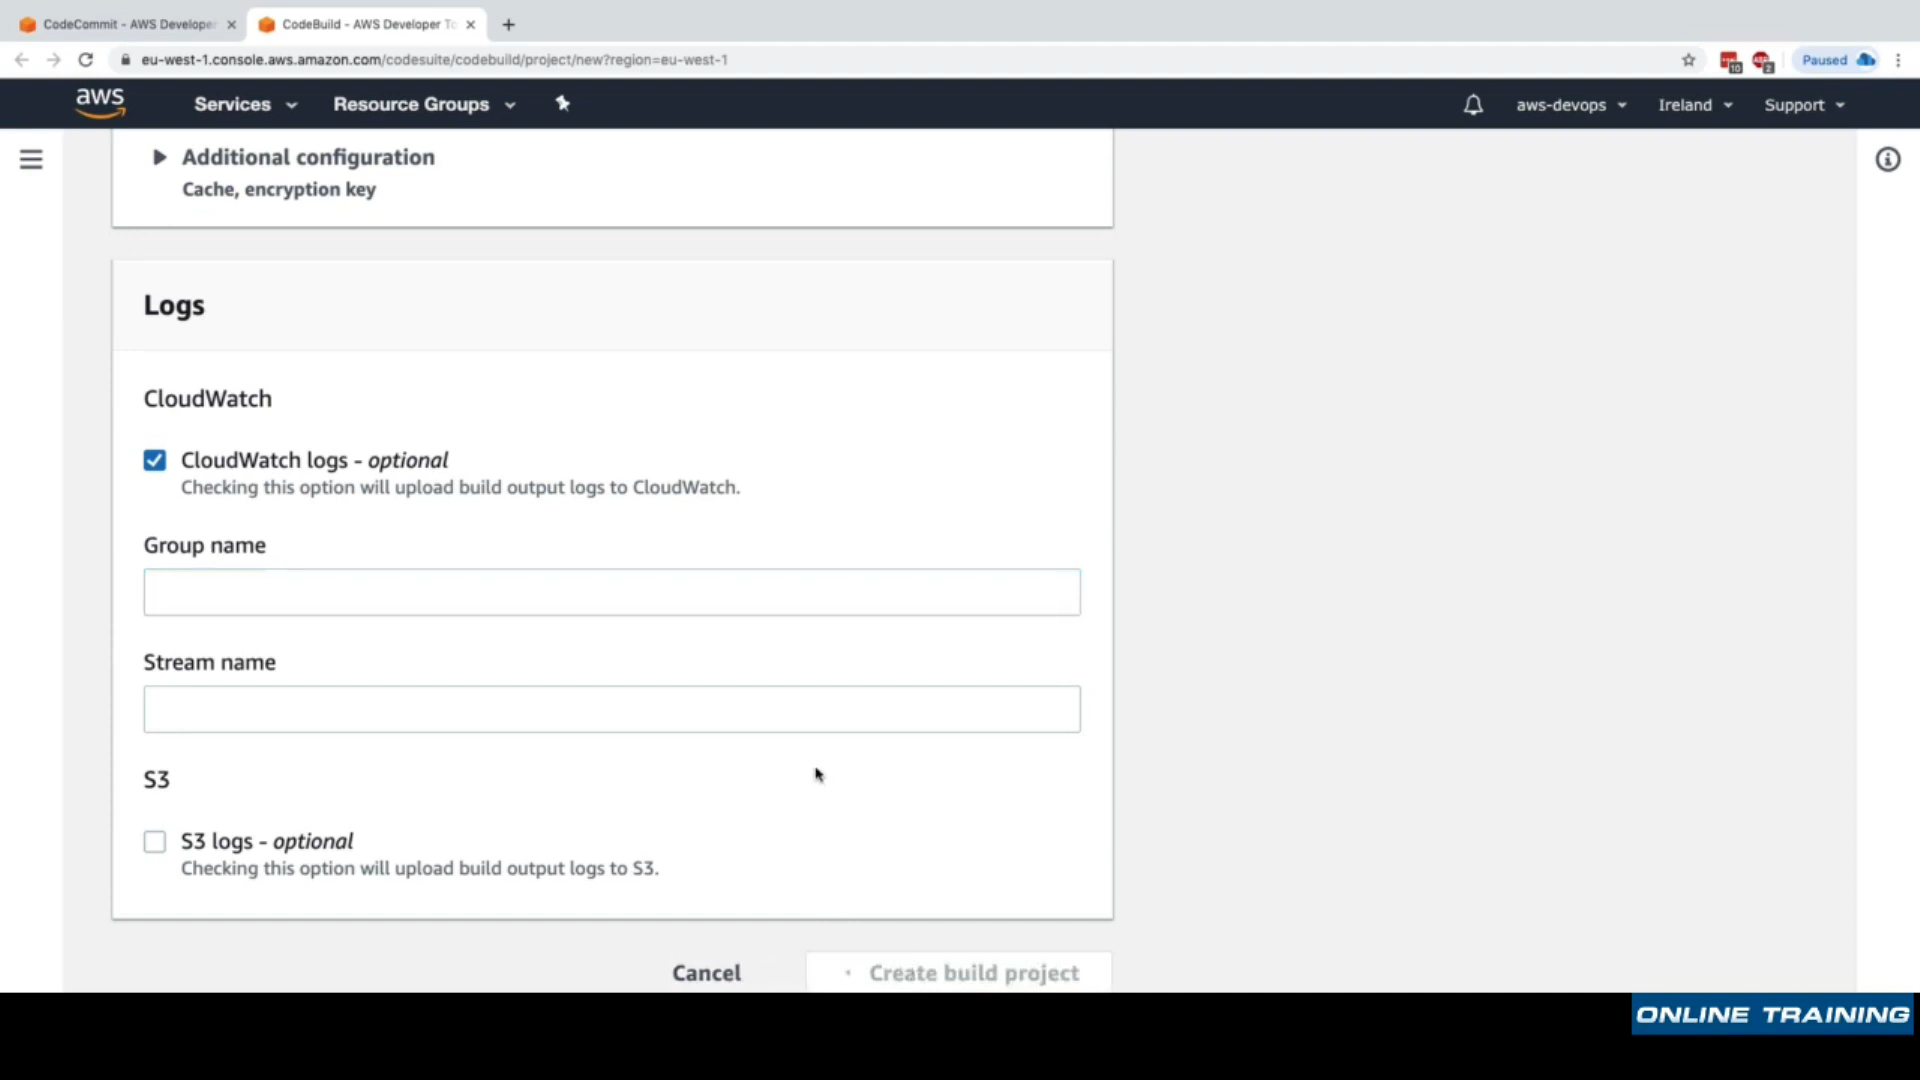 CodeCommit - AWS Developer
CodeBuild - AWS Developer To
eu-west-1.console.aws.amazon.com/codesuite/codebuild/project/new?region=eu-west-1
10
2
Paused
aws
Services
Resource Groups
aws-devops
Ireland
Support
Additional configuration
Cache, encryption key
Logs
CloudWatch
CloudWatch logs - optional
Checking this option will upload build output logs to CloudWatch.
Group name
Stream name
S3
S3 logs - optional
Checking this option will upload build output logs to S3.
Cancel
Create build project
ONLINE TRAINING